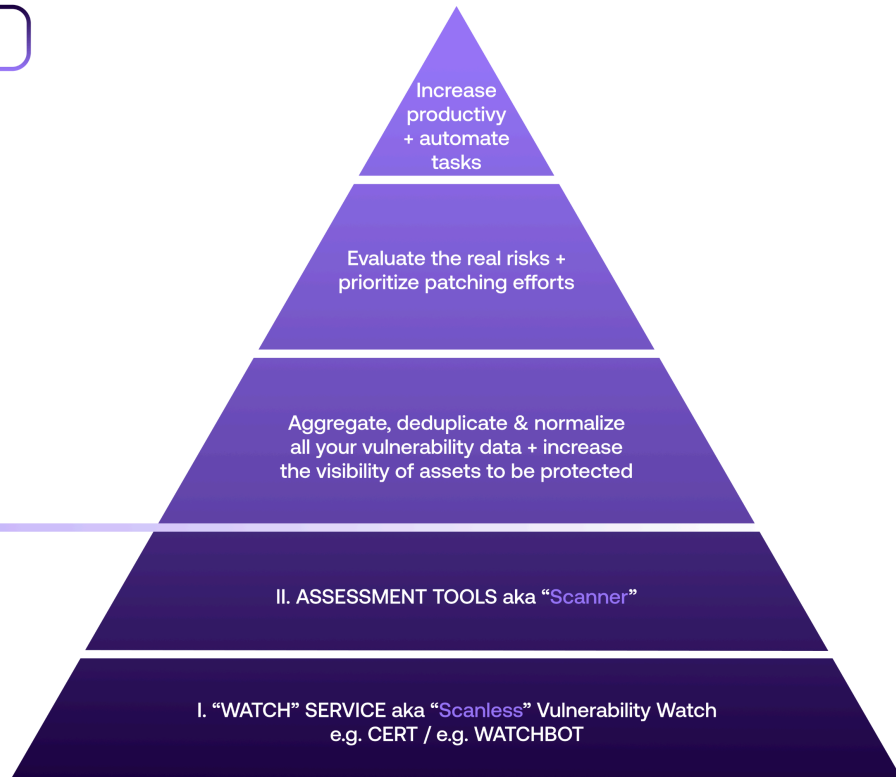 Increase
productivy
+ automate
tasks
Evaluate the real risks +
prioritize patching efforts
Aggregate, deduplicate & normalize
all your vulnerability data + increase
the visibility of assets to be protected
II. ASSESSMENT TOOLS aka “Scanner”
I. “WATCH” SERVICE aka “Scanless” Vulnerability Watch
e.g. CERT / e.g. WATCHBOT